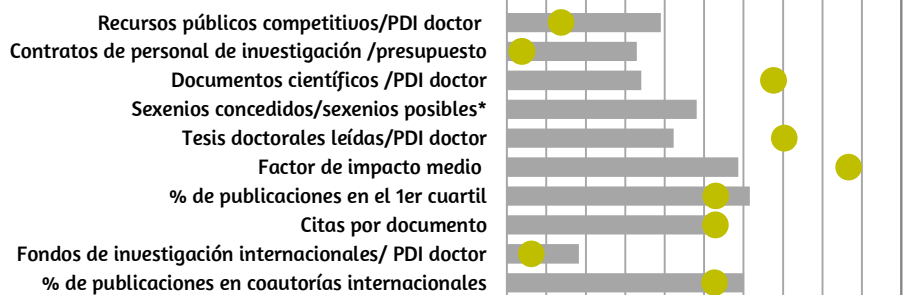 Recursos públicos competitivos/PDI doctor
Contratos de personal de investigación /presupuesto
Documentos científicos /PDI doctor
Sexenios concedidos/sexenios posibles*
Tesis doctorales leídas/PDI doctor
Factor de impacto medio
% de publicaciones en el 1er cuartil
Citas por documento
Fondos de investigación internacionales/ PDI doctor
% de publicaciones en coautorías internacionales